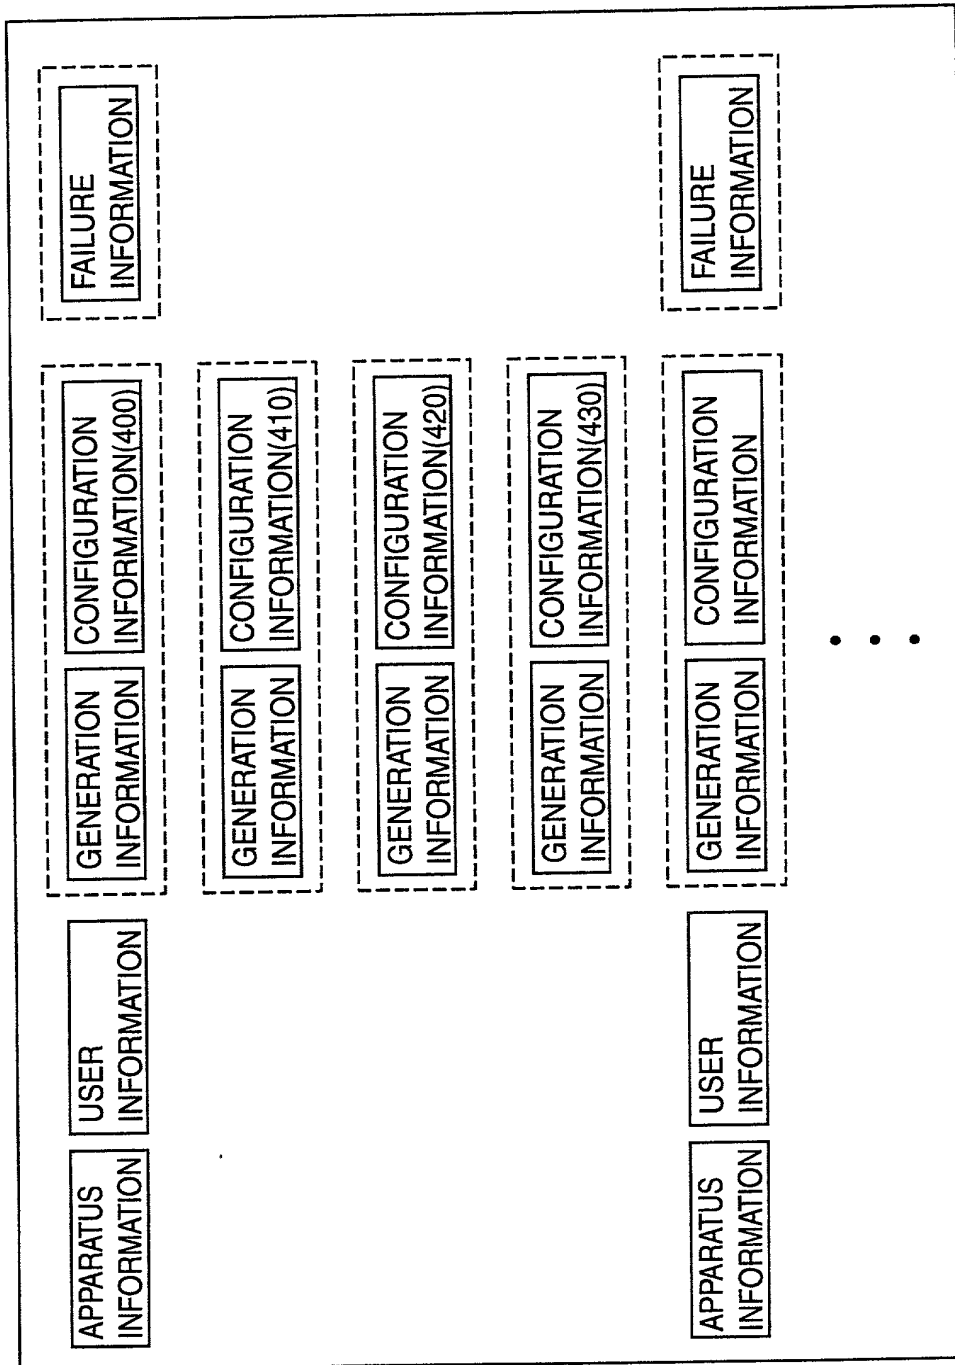 APPARATUS
INFORMATION
USER
INFORMATION
GENERATION
INFORMATION
CONFIGURATION
INFORMATION(400)
FAILURE
INFORMATION
GENERATION
INFORMATION
CONFIGURATION
INFORMATION(410)
GENERATION
INFORMATION
CONFIGURATION
INFORMATION(420)
GENERATION
INFORMATION
CONFIGURATION
INFORMATION(430)
APPARATUS
INFORMATION
USER
INFORMATION
GENERATION
INFORMATION
CONFIGURATION
INFORMATION
FAILURE
INFORMATION